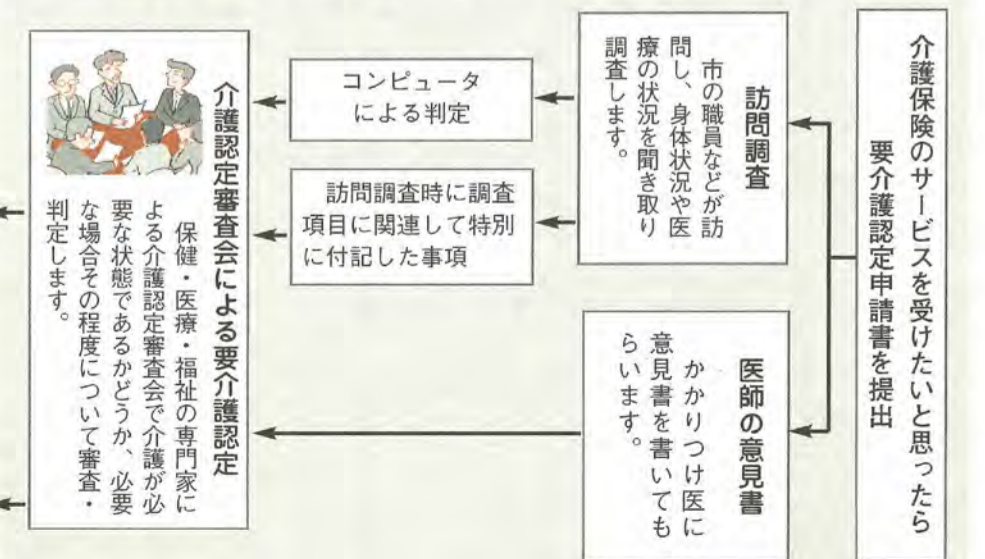 介護保険のサービスを受けたいと思ったら
要介護認定申請書を提出
訪問調査
市の職員などが訪
問し、身体状況や医
療の状況を聞き取り
調査します。
医師の意見書
かかりつけ医に
意見書を書いても
らいます。
コンピュータ
による判定
訪問調査時に調査
項目に関連して特別
に付記した事項
介護認定審査会による要介護認定
保健・医療・福祉の専門家に
よる介護認定審査会で介護が必
要な状態であるかどうか、必要
な場合その程度について審査・
判定します。